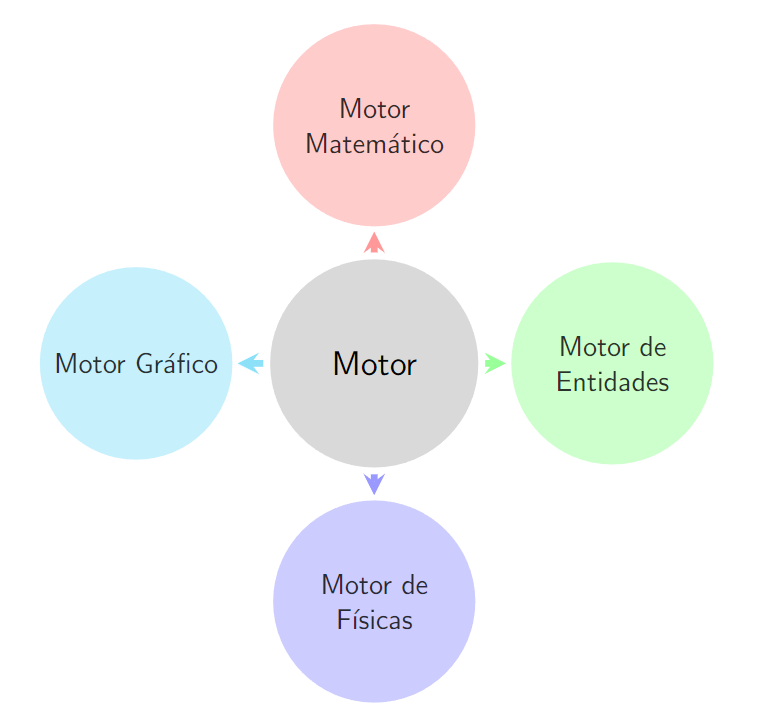 Motor
Matemático
Motor Gráfico
Motor
Motor de
Entidades
Motor de
Físicas